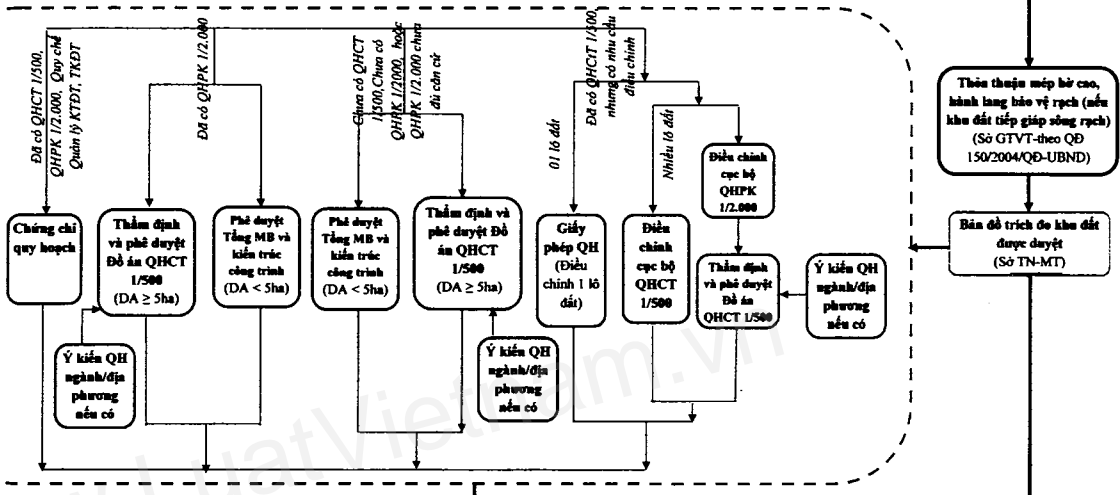 Đã có QHCT 1/500,
QHPK 1/2.000, Quy chế
Quản lý KTĐT, TKĐT
Đã có QHPK 1/2.000
Chưa có QHCT
1/500,Chưa có
QHPK 1/2000, hoặc
QHPK 1/2.000 chưa
đủ căn cứ
Đã có QHCtT 1/500,
nhưng có nhu cầu
điều chỉnh
01 lô đất
Nhiều lô đất
Chứng chỉ
quy hoạch
Thẩm định
và phê duyệt
Đồ án QHCT
1/500
(DA ≥ 5ha)
Phê duyệt
Tổng MB và
kiến trúc
công trình
(DA < 5ha)
Phê duyệt
Tổng MB và
kiến trúc
công trình
(DA < 5ha)
Thẩm định và
phê duyệt Đồ
án QHCT
1/500
(DA ≥ 5ha)
Giấy
phép QH
(Điều
chỉnh 1 lô
đất)
Điều
chỉnh
cục bộ
QHCT
1/500
Điều chỉnh
cục bộ
QHPK
1/2.000
Thẩm định
và phê duyệt
Đồ án
QHCT 1/500
Ý kiến QH
ngành/địa
phương
nếu có
Ý kiến QH
ngành/địa
phương
nếu có
Ý kiến QH
ngành/địa
phương
nếu có
Thỏa thuận mép bờ cao,
hành lang bảo vệ rạch (nếu
khu đất tiếp giáp sông rạch)
(Sở GTVT-theo QĐ
150/2004/QĐ-UBND)
Bản đồ trích đo khu đất
được duyệt
(Sở TN-MT)
LuatVietnam.vn